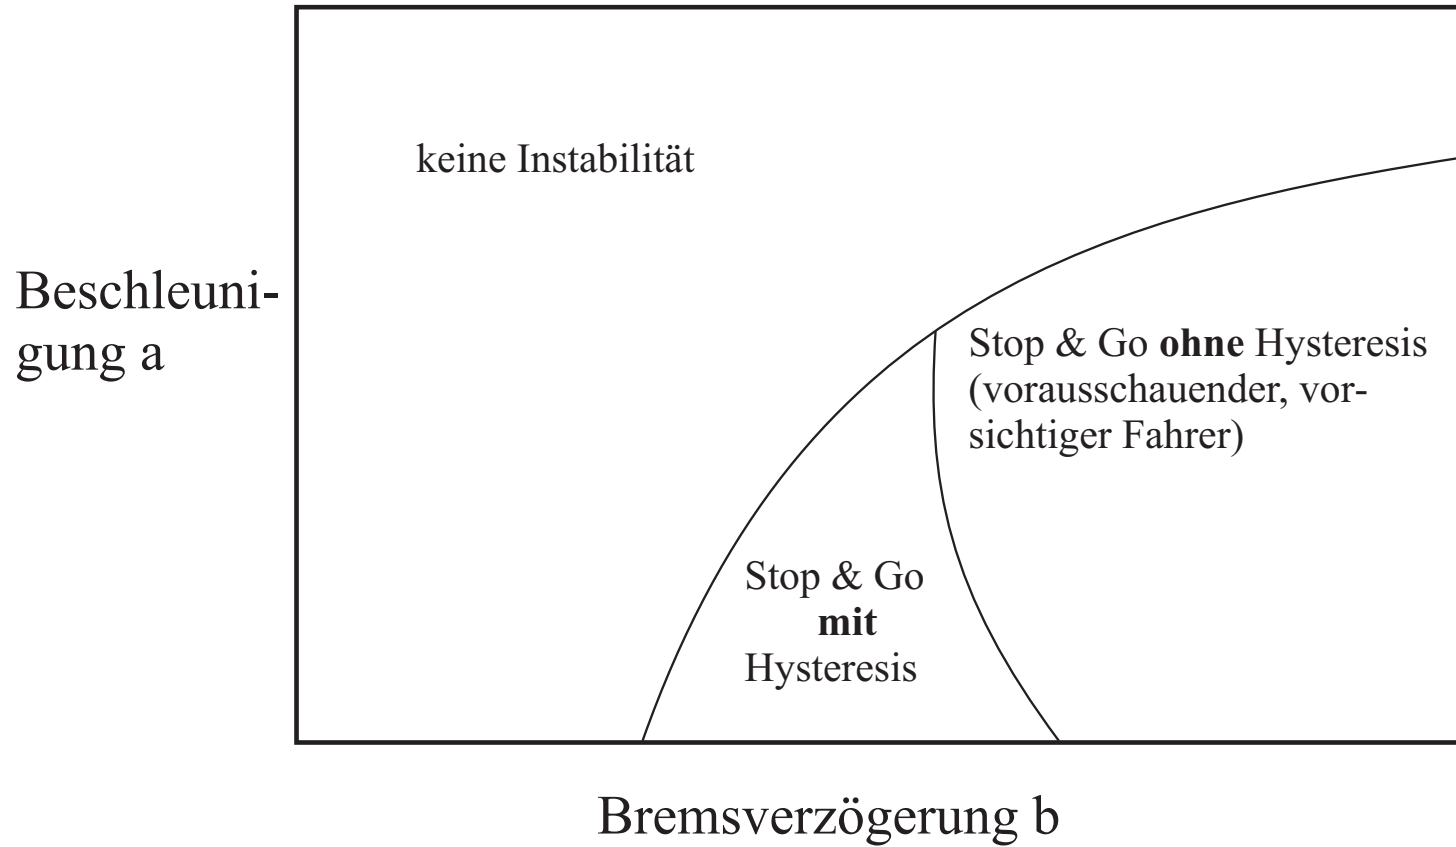 keine Instabilität
Beschleuni-
gung a
Stop & Go ohne Hysteresis
(vorausschauender, vor-
sichtiger Fahrer)
Stop & Go
mit
Hysteresis
Bremsverzögerung b